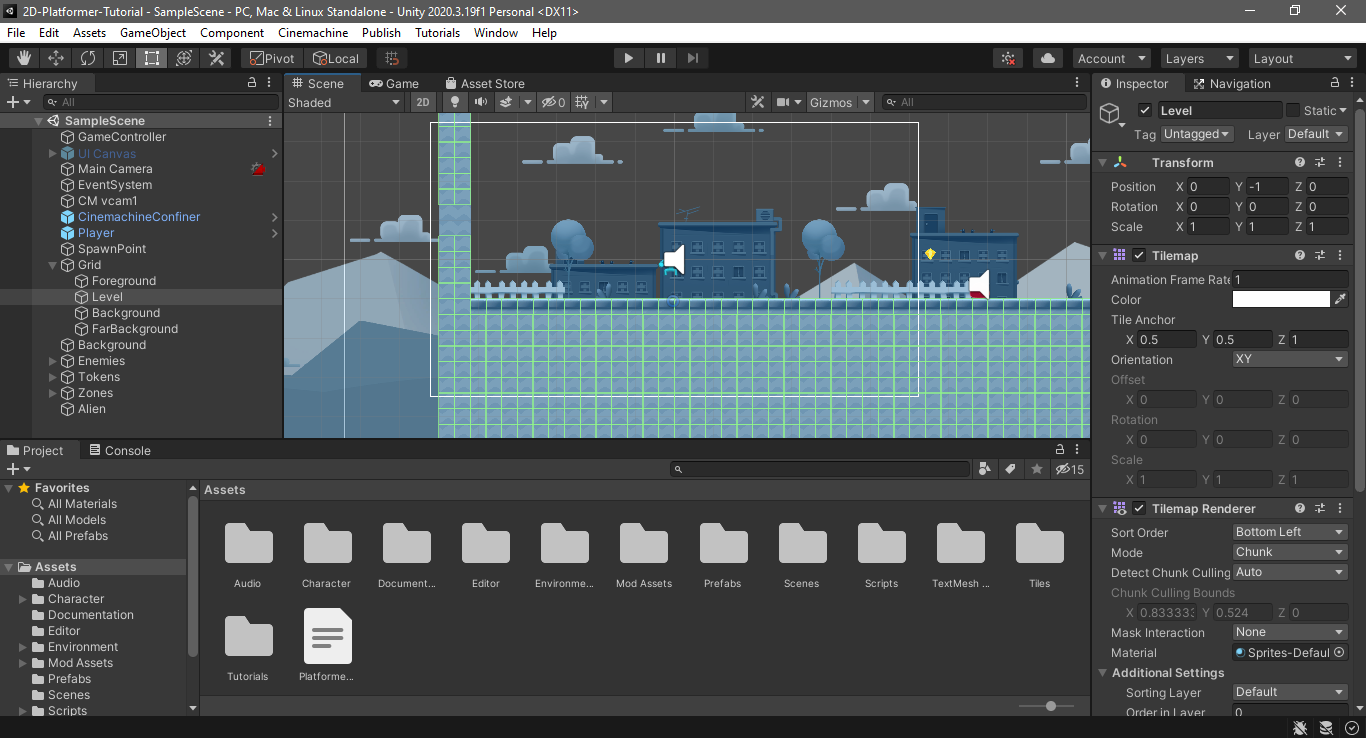 2D-Platformer-Tutorial - SampleScene - PC, Mac & Linux Standalone - Unity 2020.3.19f1 Personal <DX11>
File Edit Assets GameObject Component Cinemachine Publish Tutorials Window Help
Pivot Local Account Layers Layout
Hierarchy
All
SampleScene
GameController
UI Canvas
Main Camera
EventSystem
CM vcam1
CinemachineConfiner
Player
SpawnPoint
Grid
Foreground
Level
Background
FarBackground
Background
Enemies
Tokens
Zones
Alien
Scene Game Asset Store
Shaded 2D 0 Gizmos All
Inspector Navigation
Level Static
Tag Untagged Layer Default
Transform
Position X 0 Y -1 Z 0
Rotation X 0 Y 0 Z 0
Scale X 1 Y 1 Z 1
Tilemap
Animation Frame Rate 1
Color
Tile Anchor
X 0.5 Y 0.5 Z 1
Orientation XY
Offset
X 0 Y 0 Z 0
Rotation
X 0 Y 0 Z 0
Scale
X 1 Y 1 Z 1
Tilemap Renderer
Sort Order Bottom Left
Mode Chunk
Detect Chunk Culling Auto
Chunk Culling Bounds
X 0.833333 Y 0.524 Z 0
Mask Interaction None
Material Sprites-Defaul
Additional Settings
Sorting Layer Default
Order in Layer 0
Project Console
15
Favorites
All Materials
All Models
All Prefabs
Assets
Audio
Character
Documentation
Editor
Environment
Mod Assets
Prefabs
Scenes
Scripts
Assets
Audio Character Document... Editor Environme... Mod Assets Prefabs Scenes Scripts TextMesh ... Tiles
Tutorials Platforme...